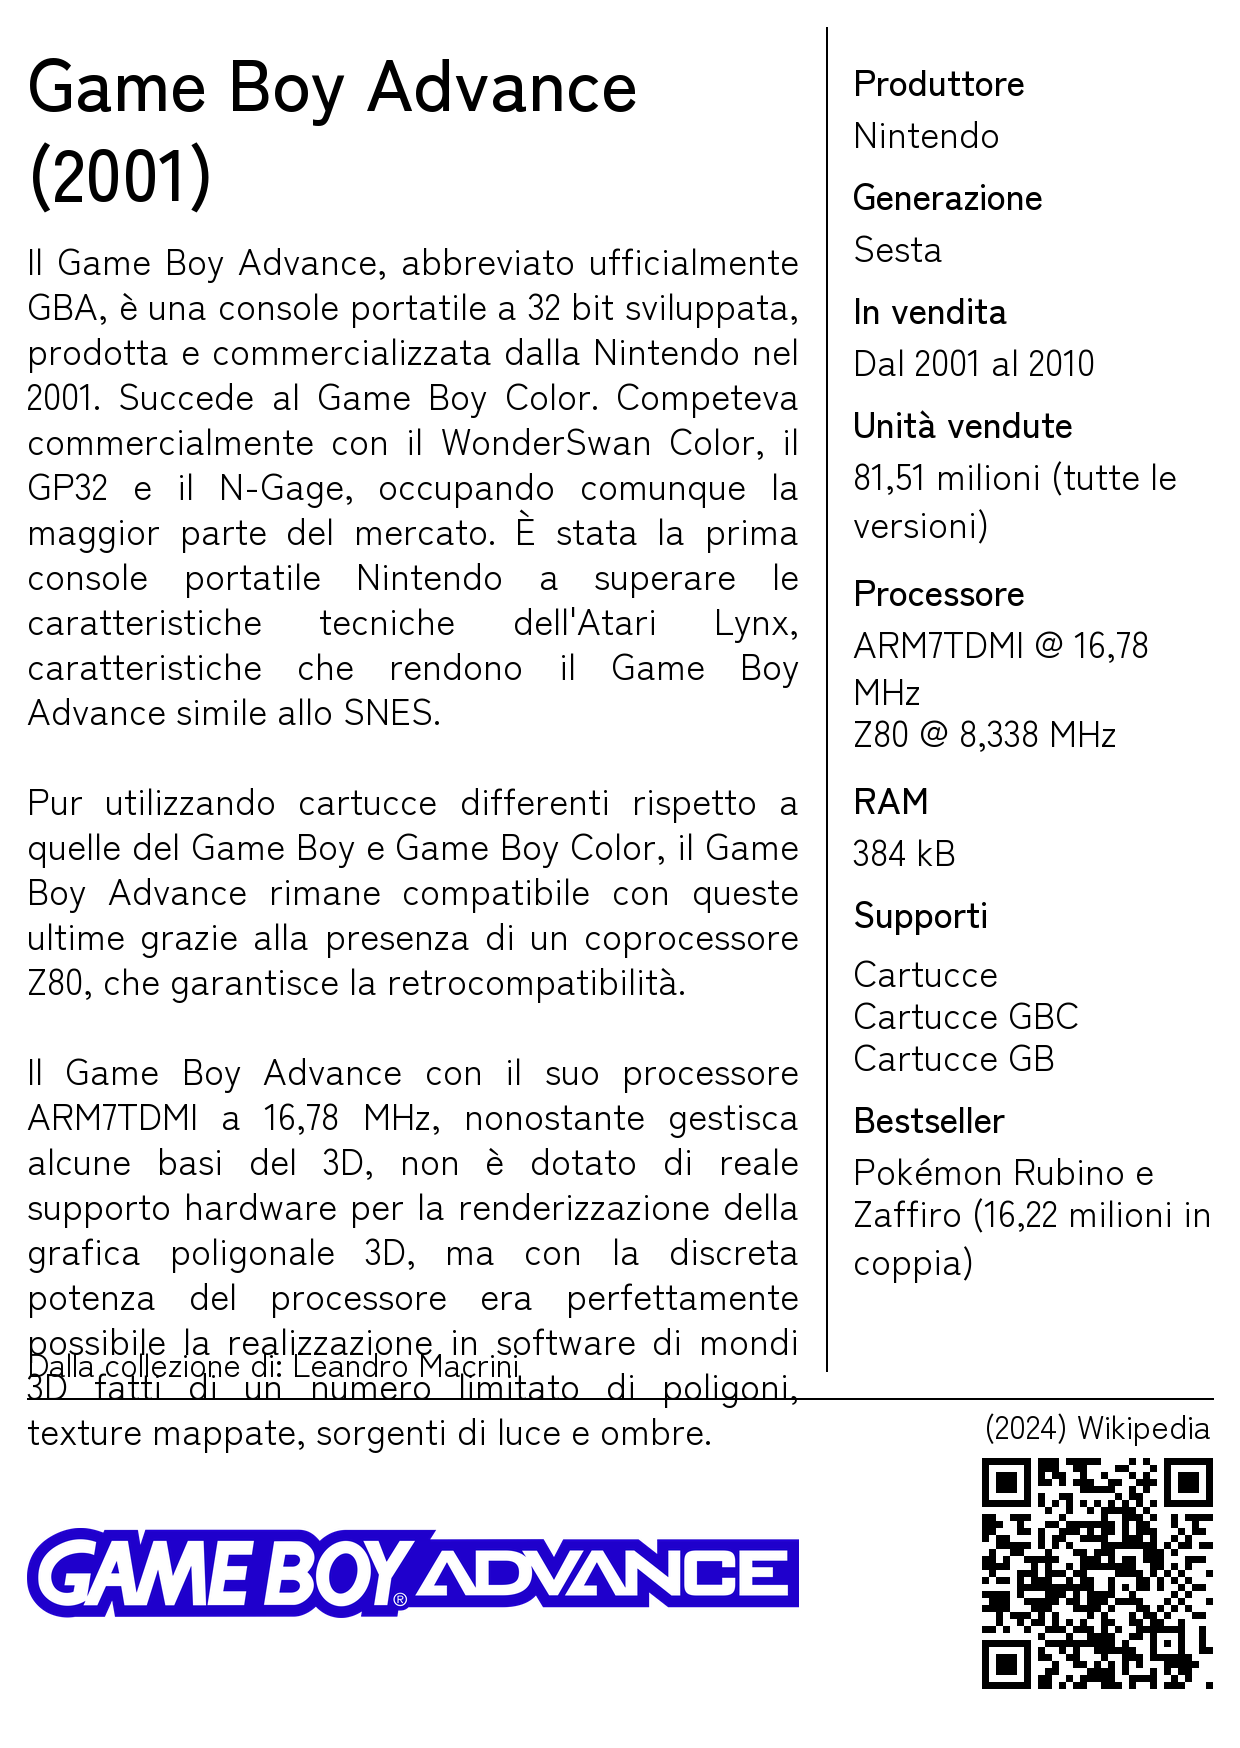 Game Boy Advance
(2001)
Il Game Boy Advance, abbreviato ufficialmente
GBA, è una console portatile a 32 bit sviluppata,
prodotta e commercializzata dalla Nintendo nel
2001. Succede al Game Boy Color. Competeva
commercialmente con il WonderSwan Color, il
GP32 e il N-Gage, occupando comunque la
maggior parte del mercato. È stata la prima
console portatile Nintendo a superare le
caratteristiche tecniche dell'Atari Lynx,
caratteristiche che rendono il Game Boy
Advance simile allo SNES.
Pur utilizzando cartucce differenti rispetto a
quelle del Game Boy e Game Boy Color, il Game
Boy Advance rimane compatibile con queste
ultime grazie alla presenza di un coprocessore
Z80, che garantisce la retrocompatibilità.
Il Game Boy Advance con il suo processore
ARM7TDMI a 16,78 MHz, nonostante gestisca
alcune basi del 3D, non è dotato di reale
supporto hardware per la renderizzazione della
grafica poligonale 3D, ma con la discreta
potenza del processore era perfettamente
possibile la realizzazione in software di mondi
3D fatti di un numero limitato di poligoni,
texture mappate, sorgenti di luce e ombre.
Dalla collezione di: Leandro Macrini
Produttore
Nintendo
Generazione
Sesta
In vendita
Dal 2001 al 2010
Unità vendute
81,51 milioni (tutte le
versioni)
Processore
ARM7TDMI @ 16,78
MHz
Z80 @ 8,338 MHz
RAM
384 kB
Supporti
Cartucce
Cartucce GBC
Cartucce GB
Bestseller
Pokémon Rubino e
Zaffiro (16,22 milioni in
coppia)
(2024) Wikipedia
GAME BOY® ADVANCE